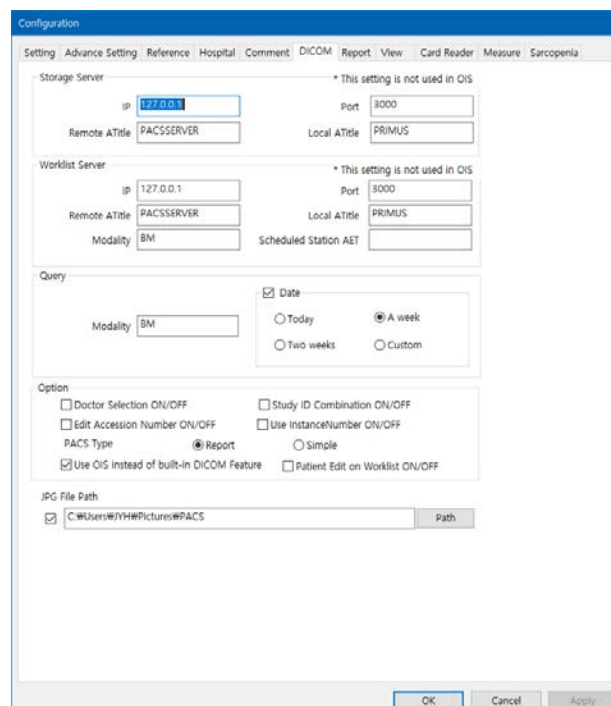 Configuration
Setting Advance Setting Reference Hospital Comment DICOM Report View Card Reader Measure Sarcopenia
Storage Server
* This setting is not used in OIS
IP 127.0.0.1 Port 3000
Remote ATitle PACSSERVER Local ATitle PRIMUS
Worklist Server
* This setting is not used in OIS
IP 127.0.0.1 Port 3000
Remote ATitle PACSSERVER Local ATitle PRIMUS
Modality BM Scheduled Station AET
Query
Date
Modality BM
Today A week
Two weeks Custom
Option
Doctor Selection ON/OFF Study ID Combination ON/OFF
Edit Accession Number ON/OFF Use InstanceNumber ON/OFF
PACS Type Report Simple
Use OIS instead of built-in DICOM Feature Patient Edit on Worklist ON/OFF
JPG File Path
C:₩Users₩JYH₩Pictures₩PACS Path
OK Cancel Apply